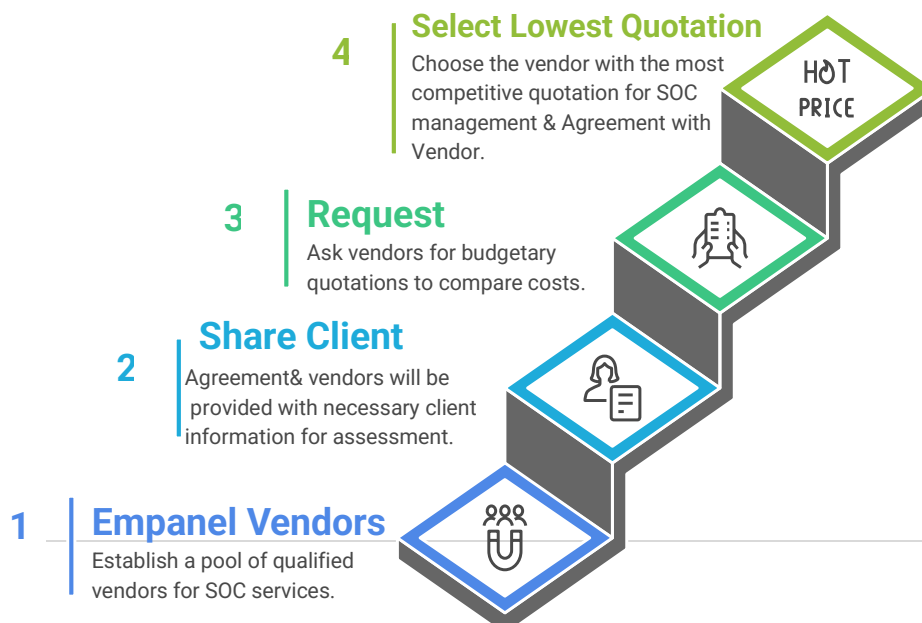 4
Select Lowest Quotation
Choose the vendor with the most
competitive quotation for SOC
management & Agreement with
Vendor.
HOT
PRICE
3
Request
Ask vendors for budgetary
quotations to compare costs.
2
Share Client
Agreement& vendors will be
provided with necessary client
information for assessment.
1
Empanel Vendors
Establish a pool of qualified
vendors for SOC services.